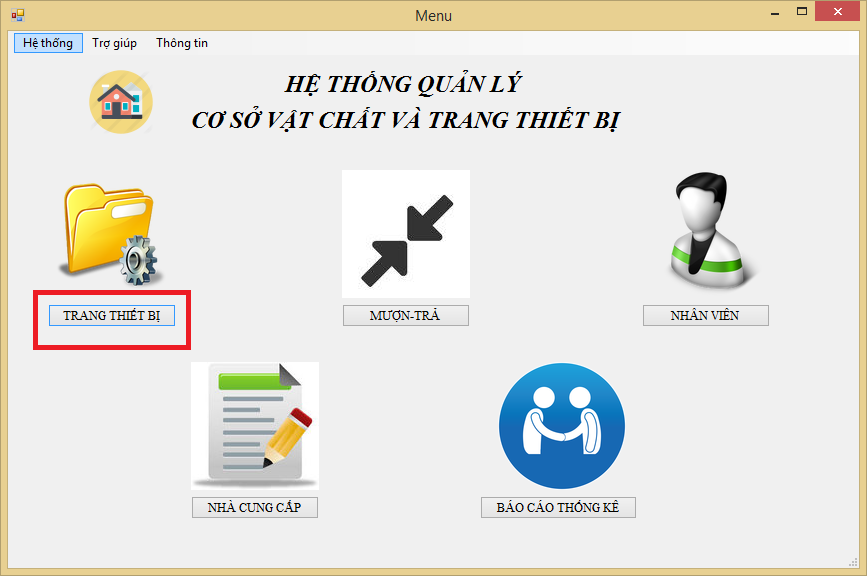 Menu
Hệ thống Trợ giúp Thông tin
HỆ THỐNG QUẢN LÝ
CƠ SỞ VẬT CHẤT VÀ TRANG THIẾT BỊ
TRANG THIẾT BỊ
MƯỢN-TRẢ
NHÂN VIÊN
NHÀ CUNG CẤP
BÁO CÁO THỐNG KÊ